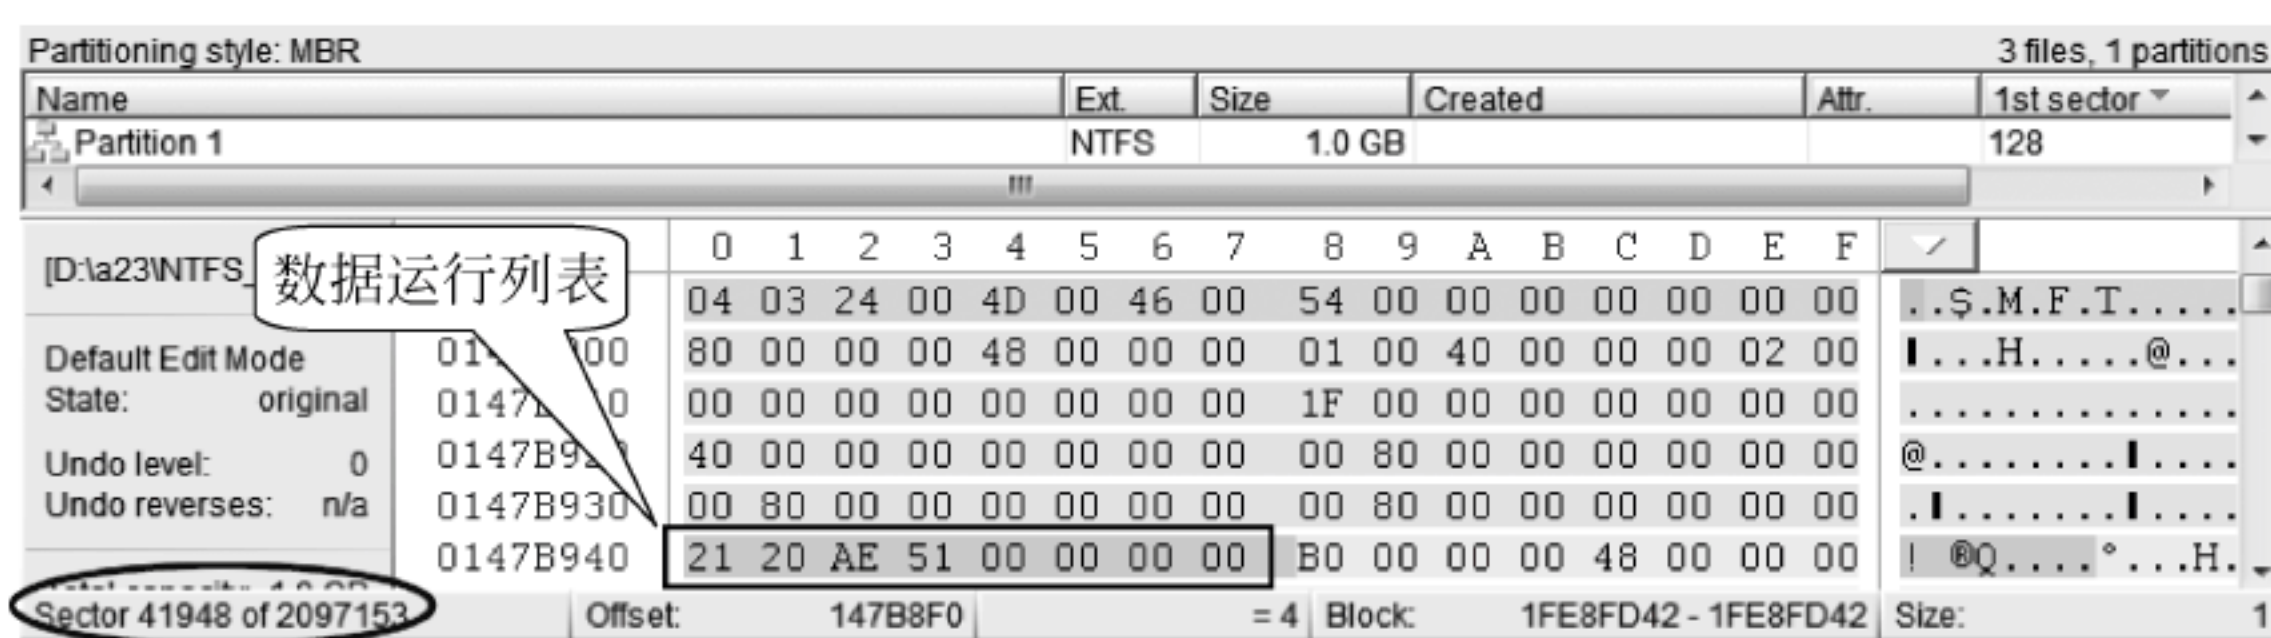 Partitioning style: MBR 3 files, 1 partitions
Name Ext. Size Created Attr. 1st sector
Partition 1 NTFS 1.0 GB 128
数据运行列表
[D:\a23\NTFS_ 0 1 2 3 4 5 6 7 8 9 A B C D E F
04 03 24 00 4D 00 46 00 54 00 00 00 00 00 00 00 ..$.M.F.T.....
Default Edit Mode 80 00 00 00 48 00 00 00 01 00 40 00 00 00 02 00 ▌...H.....@...
State: original 00 00 00 00 00 00 00 00 1F 00 00 00 00 00 00 00 ..............
Undo level: 0 0147B920 40 00 00 00 00 00 00 00 00 80 00 00 00 00 00 00 @........▌....
Undo reverses: n/a 0147B930 00 80 00 00 00 00 00 00 00 80 00 00 00 00 00 00 .▌.......▌....
0147B940 21 20 AE 51 00 00 00 00 B0 00 00 00 48 00 00 00 ! ®Q....°...H.
Sector 41948 of 2097153 Offset: 147B8F0 = 4 Block: 1FE8FD42 - 1FE8FD42 Size: 1